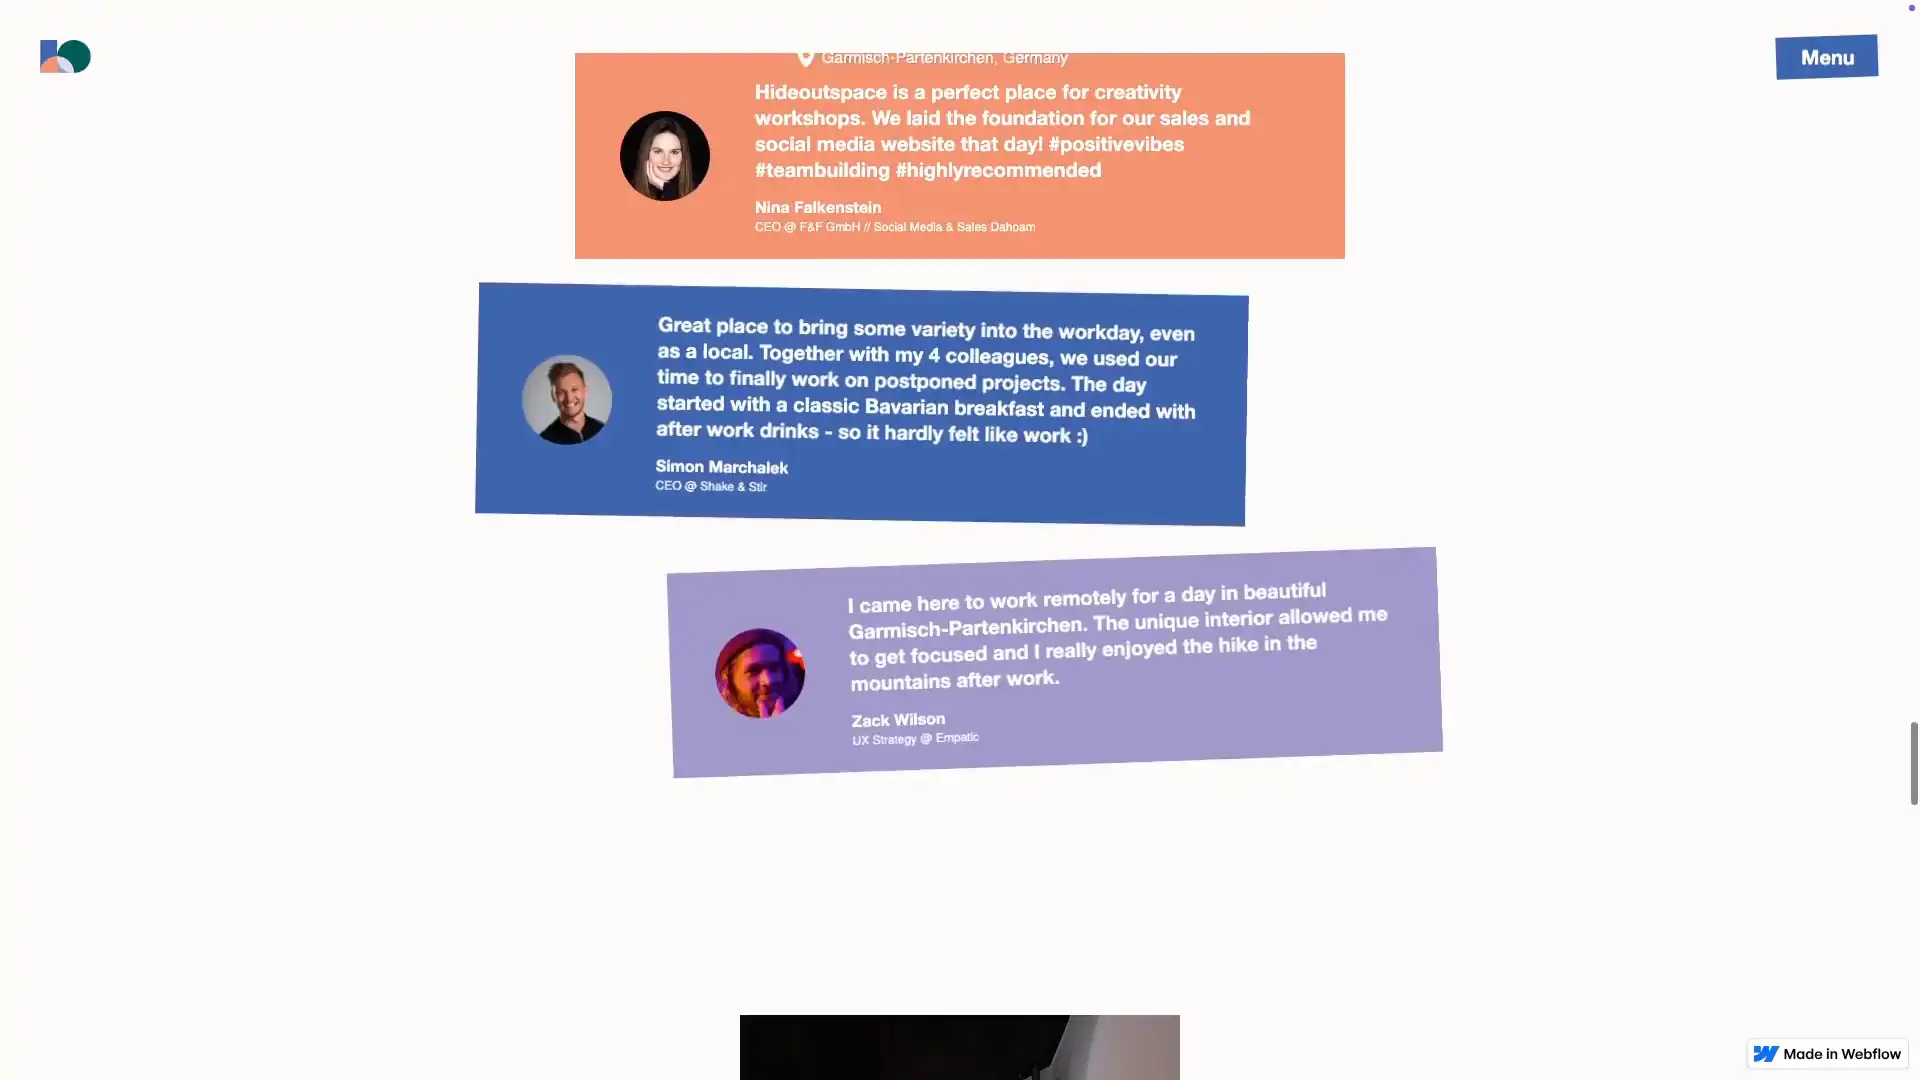 Menu
Garmisch-Partenkirchen, Germany
Hideoutspace is a perfect place for creativity
workshops. We laid the foundation for our sales and
social media website that day! #positivevibes
#teambuilding #highlyrecommended
Nina Falkenstein
CEO @ F&F GmbH // Social Media & Sales Dahoam
Great place to bring some variety into the workday, even
as a local. Together with my 4 colleagues, we used our
time to finally work on postponed projects. The day
started with a classic Bavarian breakfast and ended with
after work drinks - so it hardly felt like work :)
Simon Marchalek
CEO @ Shake & Stir
I came here to work remotely for a day in beautiful
Garmisch-Partenkirchen. The unique interior allowed me
to get focused and I really enjoyed the hike in the
mountains after work.
Zack Wilson
UX Strategy @ Empatic
Made in Webflow